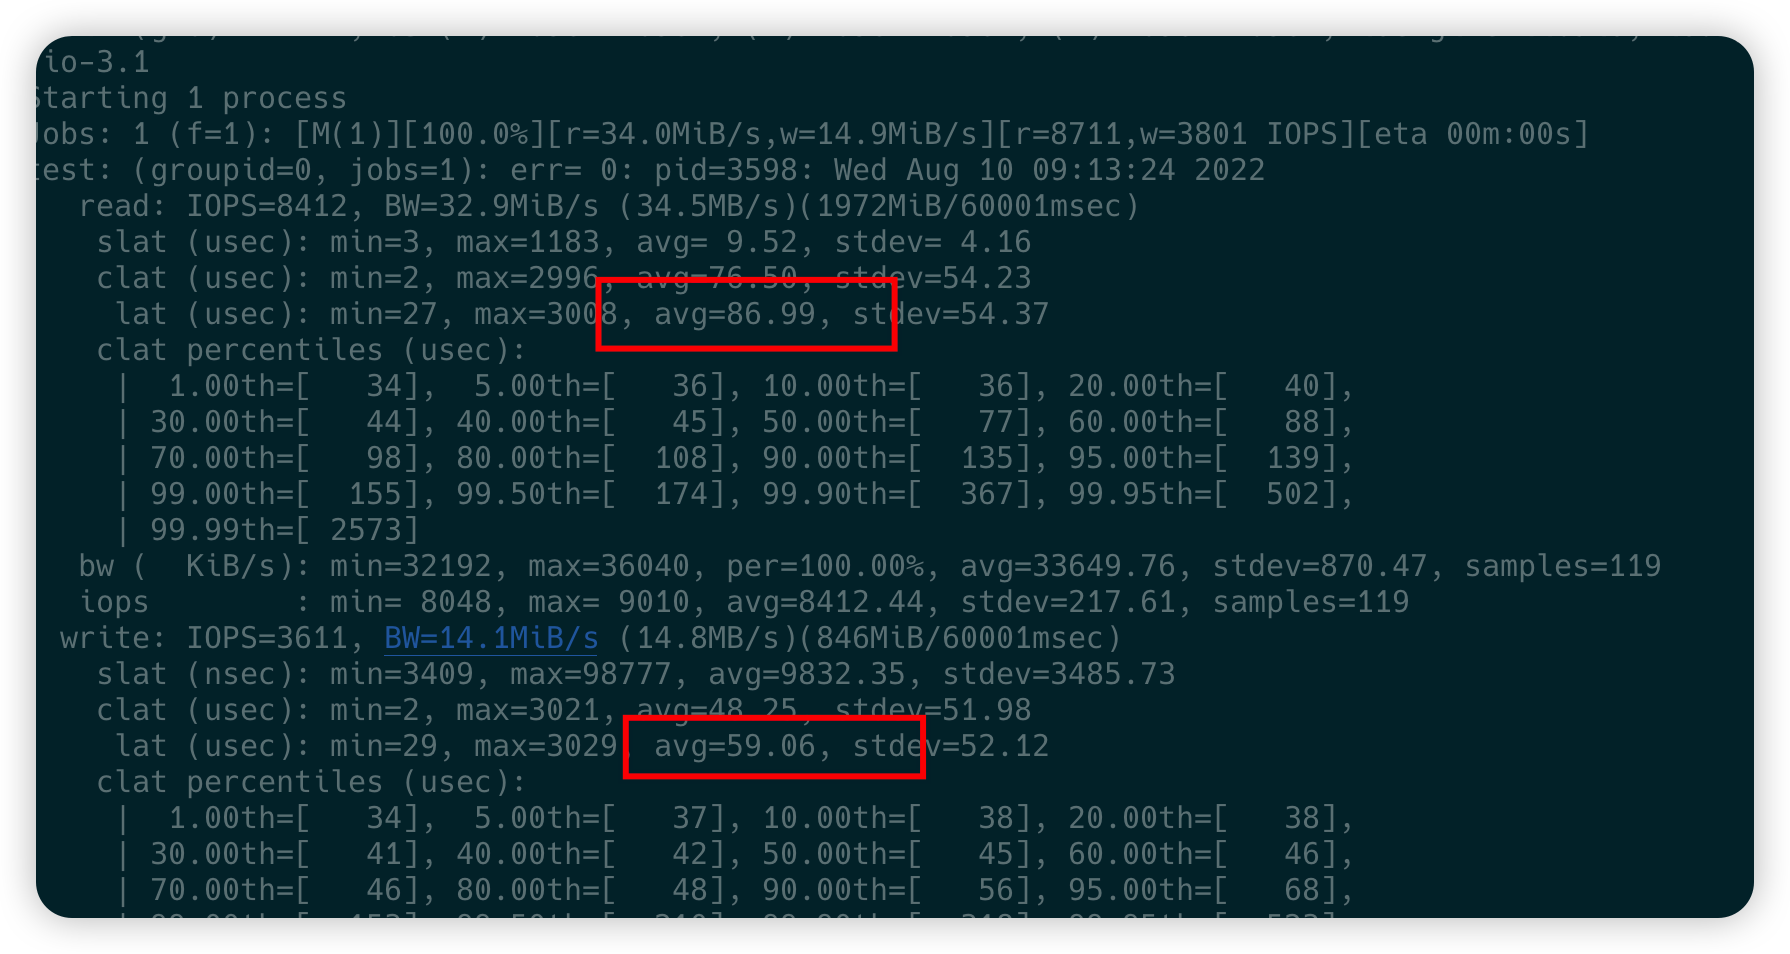 io-3.1
Starting 1 process
Jobs: 1 (f=1): [M(1)][100.0%][r=34.0MiB/s,w=14.9MiB/s][r=8711,w=3801 IOPS][eta 00m:00s]
test: (groupid=0, jobs=1): err= 0: pid=3598: Wed Aug 10 09:13:24 2022
read: IOPS=8412, BW=32.9MiB/s (34.5MB/s)(1972MiB/60001msec)
slat (usec): min=3, max=1183, avg= 9.52, stdev= 4.16
clat (usec): min=2, max=2996, avg=76.50, stdev=54.23
lat (usec): min=27, max=3008, avg=86.99, stdev=54.37
clat percentiles (usec):
|  1.00th=[   34],  5.00th=[   36], 10.00th=[   36], 20.00th=[   40],
| 30.00th=[   44], 40.00th=[   45], 50.00th=[   77], 60.00th=[   88],
| 70.00th=[   98], 80.00th=[  108], 90.00th=[  135], 95.00th=[  139],
| 99.00th=[  155], 99.50th=[  174], 99.90th=[  367], 99.95th=[  502],
| 99.99th=[ 2573]
bw (  KiB/s): min=32192, max=36040, per=100.00%, avg=33649.76, stdev=870.47, samples=119
iops        : min= 8048, max= 9010, avg=8412.44, stdev=217.61, samples=119
write: IOPS=3611, BW=14.1MiB/s (14.8MB/s)(846MiB/60001msec)
slat (nsec): min=3409, max=98777, avg=9832.35, stdev=3485.73
clat (usec): min=2, max=3021, avg=48.25, stdev=51.98
lat (usec): min=29, max=3029, avg=59.06, stdev=52.12
clat percentiles (usec):
|  1.00th=[   34],  5.00th=[   37], 10.00th=[   38], 20.00th=[   38],
| 30.00th=[   41], 40.00th=[   42], 50.00th=[   45], 60.00th=[   46],
| 70.00th=[   46], 80.00th=[   48], 90.00th=[   56], 95.00th=[   68],